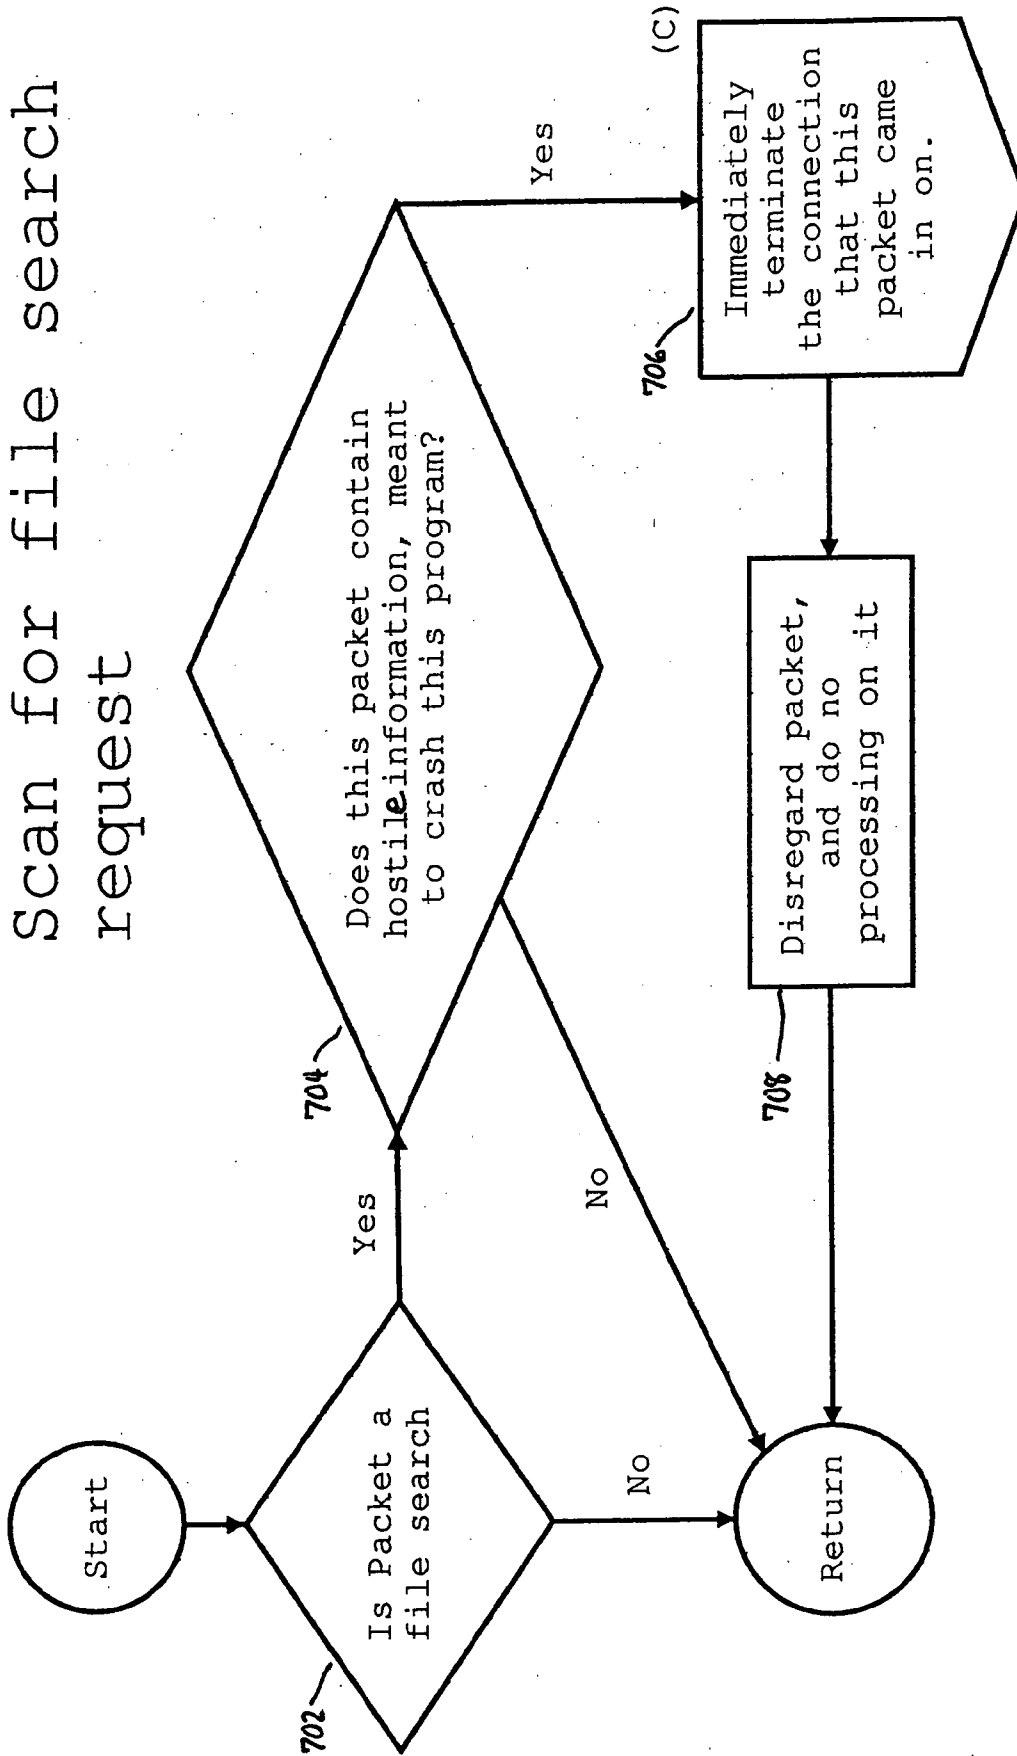 Scan for file search
request
Start
702
Is Packet a
file search
Yes
No
704
Does this packet contain
hostile information, meant
to crash this program?
Yes
No
(C)
706
Immediately
terminate
the connection
that this
packet came
in on.
708
Disregard packet,
and do no
processing on it
Return